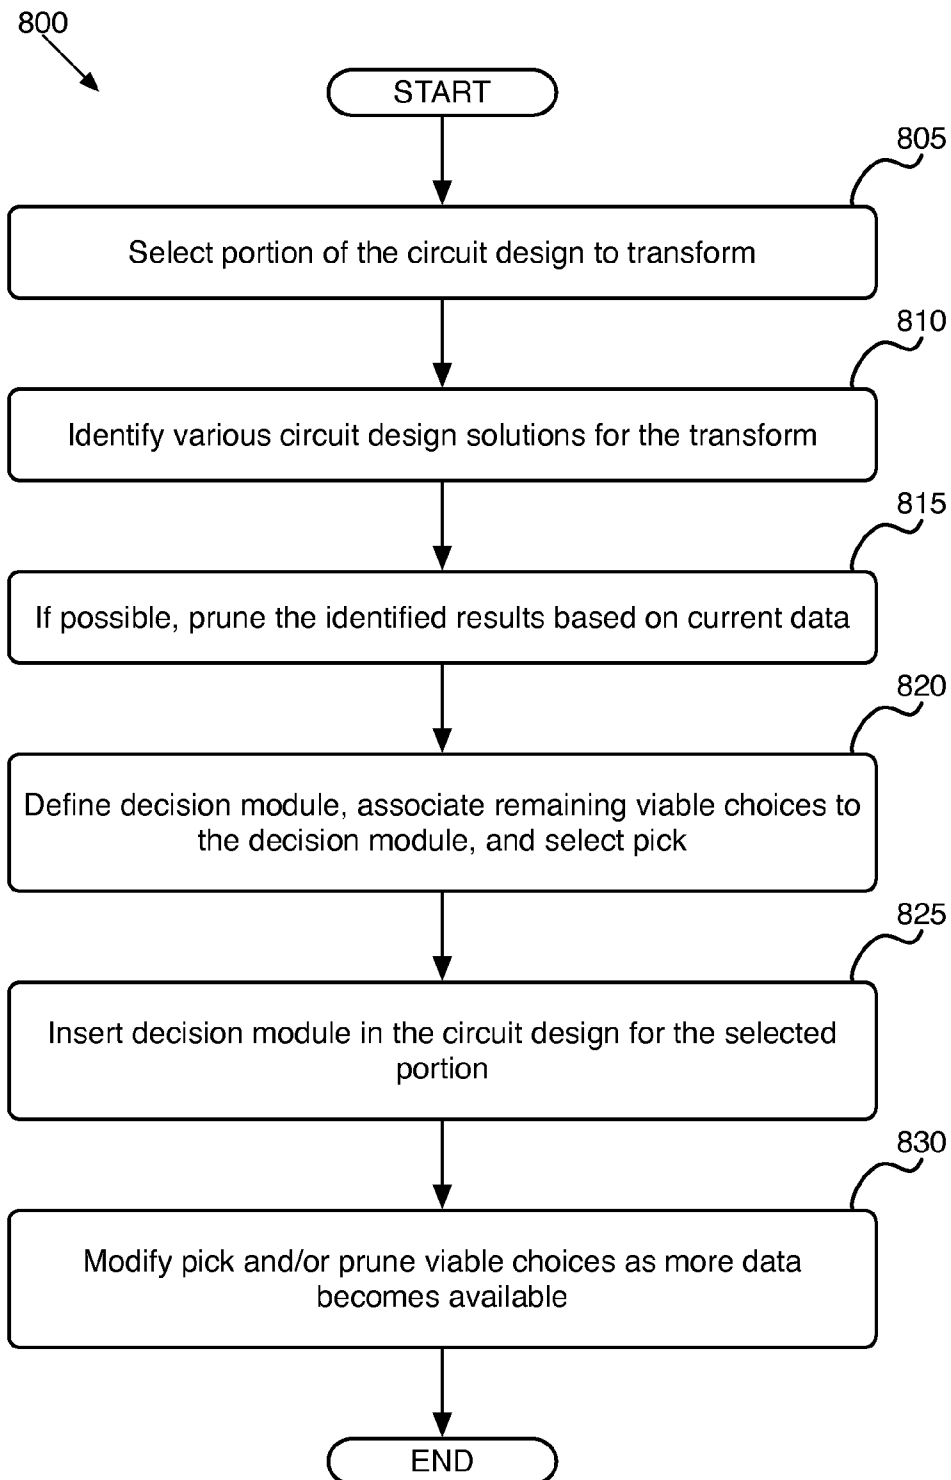 800
START
805
Select portion of the circuit design to transform
810
Identify various circuit design solutions for the transform
815
If possible, prune the identified results based on current data
820
Define decision module, associate remaining viable choices to
the decision module, and select pick
825
Insert decision module in the circuit design for the selected
portion
830
Modify pick and/or prune viable choices as more data
becomes available
END